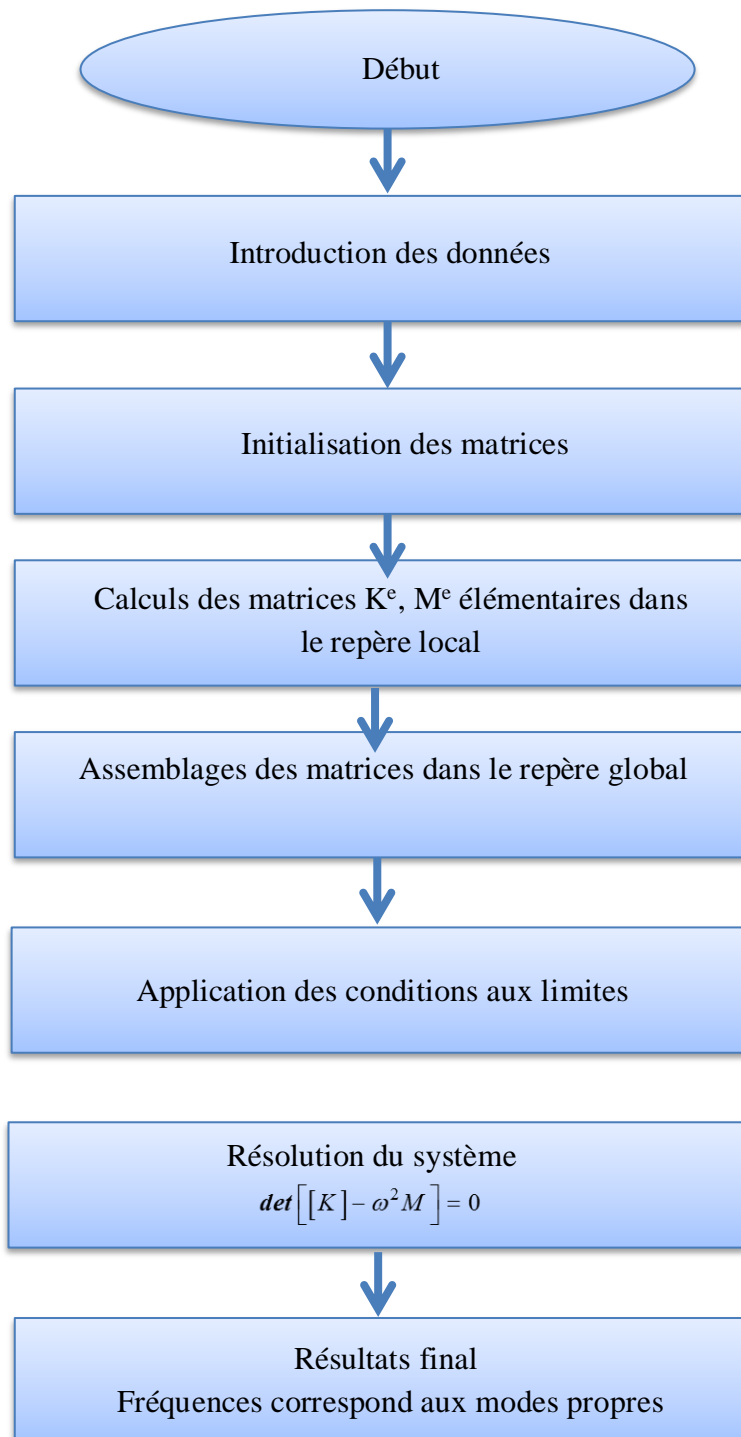 Début
Introduction des données
Initialisation des matrices
Calculs des matrices Kᵉ, Mᵉ élémentaires dans
le repère local
Assemblages des matrices dans le repère global
Application des conditions aux limites
Résolution du système
det[[K]−ω²M]=0
Résultats final
Fréquences correspond aux modes propres